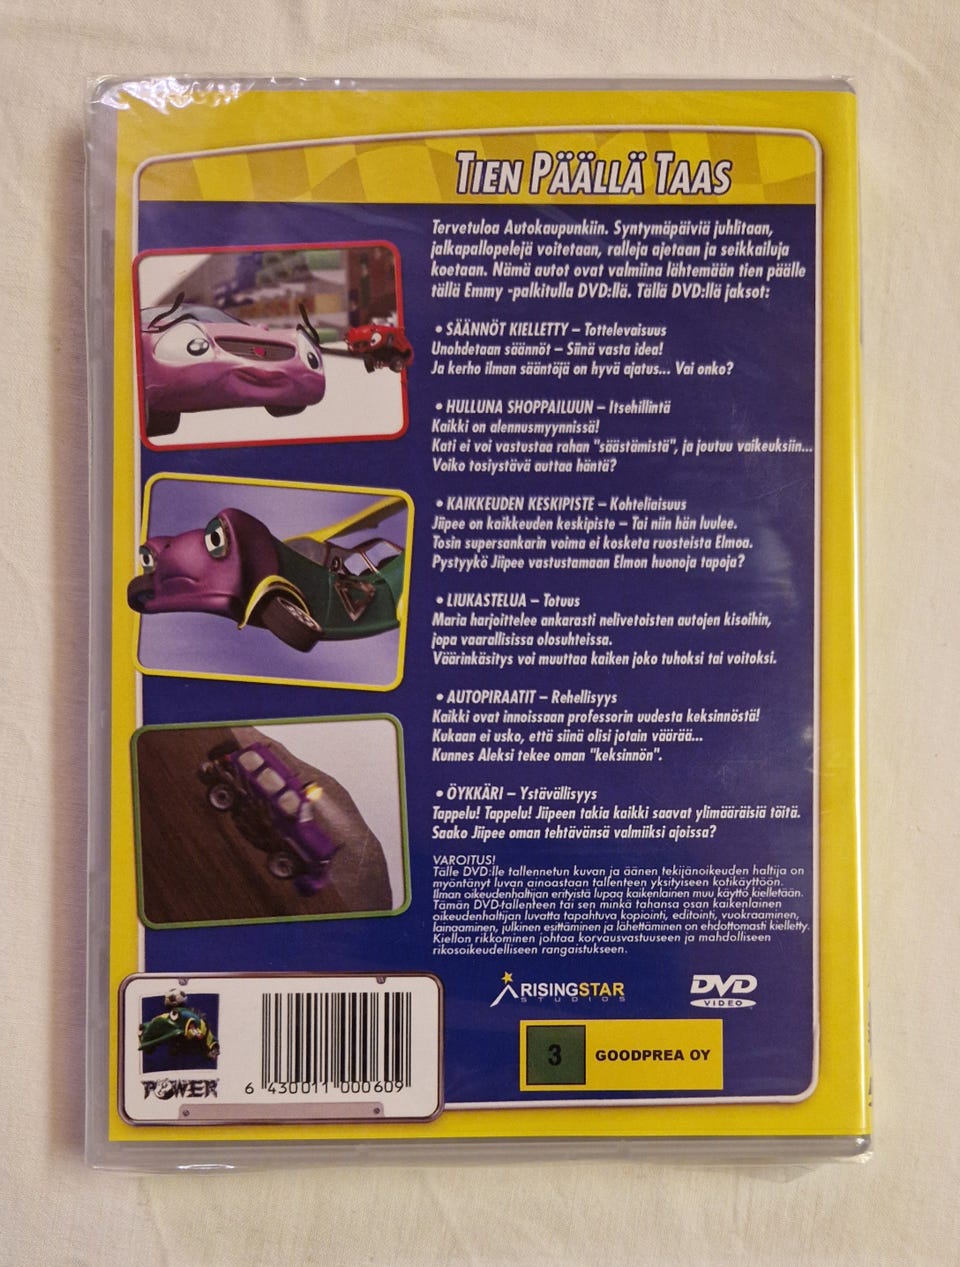 TIEN PÄÄLLÄ TAAS
Tervetuloa Autokaupunkiin. Syntymäpäiviä juhlitaan,
jalkapallopelejä voitetaan, ralleja ajetaan ja seikkailuja
koetaan. Nämä autot ovat valmiina lähtemään tien päälle
tällä Emmy -palkitulla DVD:llä. Tällä DVD:llä jaksot:
• SÄÄNNÖT KIELLETTY – Tottelevaisuus
Unohdetaan säännöt – Siinä vasta idea!
Ja kerho ilman sääntöjä on hyvä ajatus... Vai onko?
• HULLUNA SHOPPAILUUN – Itsehillintä
Kaikki on alennusmyynnissä!
Kati ei voi vastustaa rahan "säästämistä", ja joutuu vaikeuksiin...
Voiko tosiystävä auttaa häntä?
• KAIKKEUDEN KESKIPISTE – Kohteliaisuus
Jiipee on kaikkeuden keskipiste – Tai niin hän luulee.
Tosin supersankarin voima ei kosketa ruosteista Elmoa.
Pystyykö Jiipee vastustamaan Elmon huonoja tapoja?
• LIUKASTELUA – Totuus
Maria harjoittelee ankarasti nelivetoisten autojen kisoihin,
jopa vaarallisissa olosuhteissa.
Väärinkäsitys voi muuttaa kaiken joko tuhoksi tai voitoksi.
• AUTOPIRAATIT – Rehellisyys
Kaikki ovat innoissaan professorin uudesta keksinnöstä!
Kukaan ei usko, että siinä olisi jotain väärää...
Kunnes Aleksi tekee oman "keksinnön".
• ÖYKKÄRI – Ystävällisyys
Tappelu! Tappelu! Jiipeen takia kaikki saavat ylimääräisiä töitä.
Saako Jiipee oman tehtävänsä valmiiksi ajoissa?
VAROITUS!
Tälle DVD:lle tallennetun kuvan ja äänen tekijänoikeuden haltija on
myöntänyt luvan ainoastaan tallenteen yksityiseen kotikäyttöön.
Ilman oikeudenhaltijan erityistä lupaa kaikenlainen muu käyttö kielletään.
Tämän DVD-tallenteen tai sen minkä tahansa osan kaikenlainen
oikeudenhaltijan luvatta tapahtuva kopiointi, editointi, vuokraaminen,
lainaaminen, julkinen esittäminen ja lähettäminen on ehdottomasti kielletty.
Kiellon rikkominen johtaa korvausvastuuseen ja mahdolliseen
rikosoikeudelliseen rangaistukseen.
RISINGSTAR
STUDIOS
DVD
VIDEO
3 GOODPREA OY
POWER
6 430011 000609